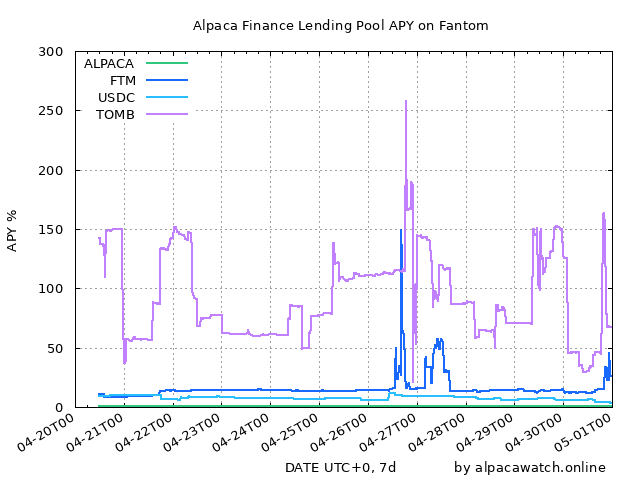 Alpaca Finance Lending Pool APY on Fantom
300
250
200
150
100
50
0
APY %
ALPACA
FTM
USDC
TOMB
04-20T00
04-21T00
04-22T00
04-23T00
04-24T00
04-25T00
04-26T00
04-27T00
04-28T00
04-29T00
04-30T00
05-01T00
DATE UTC+0, 7d
by alpacawatch.online